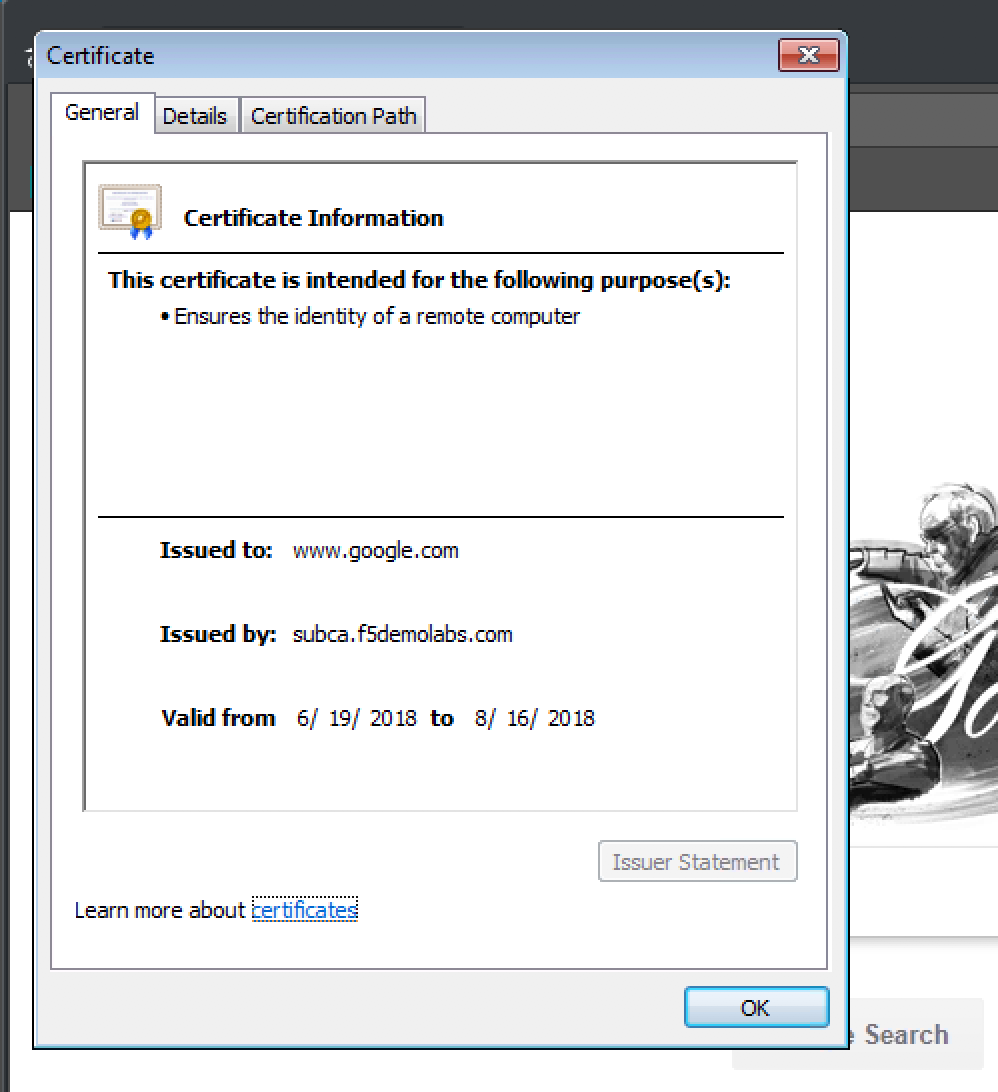 Certificate
General Details Certification Path
Certificate Information
This certificate is intended for the following purpose(s):
• Ensures the identity of a remote computer
Issued to: www.google.com
Issued by: subca.f5demolabs.com
Valid from 6/ 19/ 2018 to 8/ 16/ 2018
Issuer Statement
Learn more about certificates
OK
Search